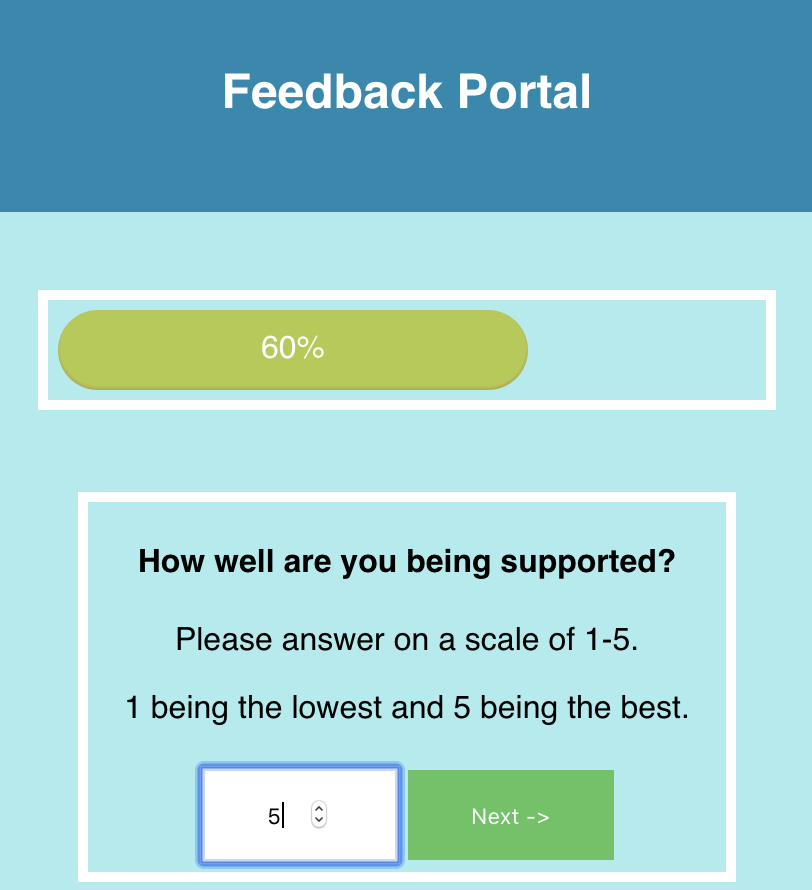 Feedback Portal
60%
How well are you being supported?
Please answer on a scale of 1-5.
1 being the lowest and 5 being the best.
5 Next ->